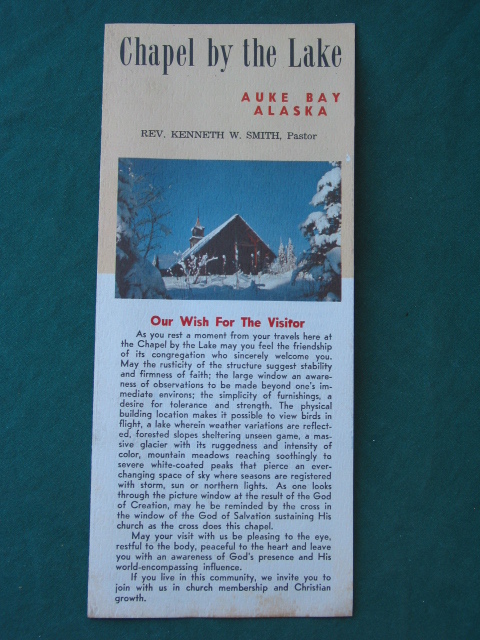 Chapel by the Lake
AUKE BAY
ALASKA
REV. KENNETH W. SMITH, Pastor
Our Wish For The Visitor
As you rest a moment from your travels here at
the Chapel by the Lake may you feel the friendship
of its congregation who sincerely welcome you.
May the rusticity of the structure suggest stability
and firmness of faith; the large window an aware-
ness of observations to be made beyond one's im-
mediate environs; the simplicity of furnishings, a
desire for tolerance and strength. The physical
building location makes it possible to view birds in
flight, a lake wherein weather variations are reflect-
ed, forested slopes sheltering unseen game, a mas-
sive glacier with its ruggedness and intensity of
color, mountain meadows reaching soothingly to
severe white-coated peaks that pierce an ever-
changing space of sky where seasons are registered
with storm, sun or northern lights. As one looks
through the picture window at the result of the God
of Creation, may he be reminded by the cross in
the window of the God of Salvation sustaining His
church as the cross does this chapel.
May your visit with us be pleasing to the eye,
restful to the body, peaceful to the heart and leave
you with an awareness of God's presence and His
world-encompassing influence.
If you live in this community, we invite you to
join with us in church membership and Christian
growth.